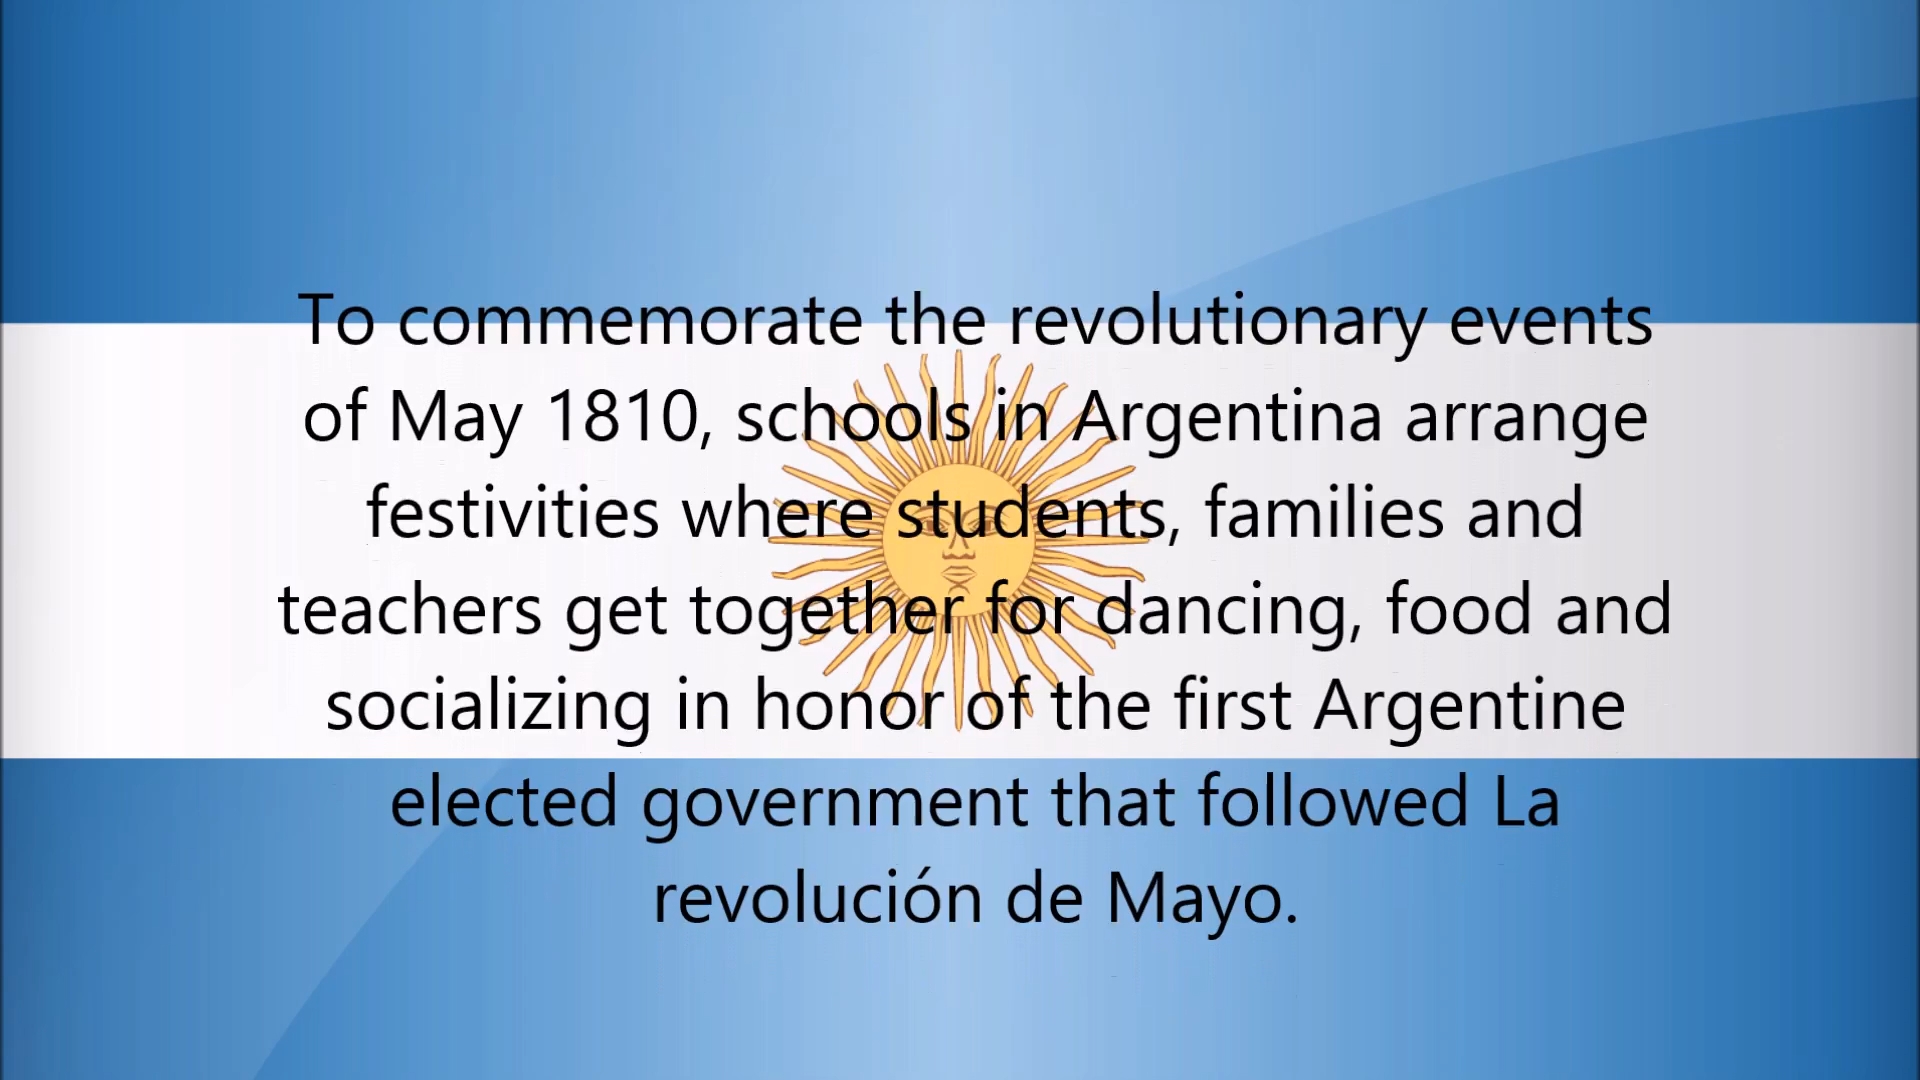 To commemorate the revolutionary events
of May 1810, schools in Argentina arrange
festivities where students, families and
teachers get together for dancing, food and
socializing in honor of the first Argentine
elected government that followed La
revolución de Mayo.